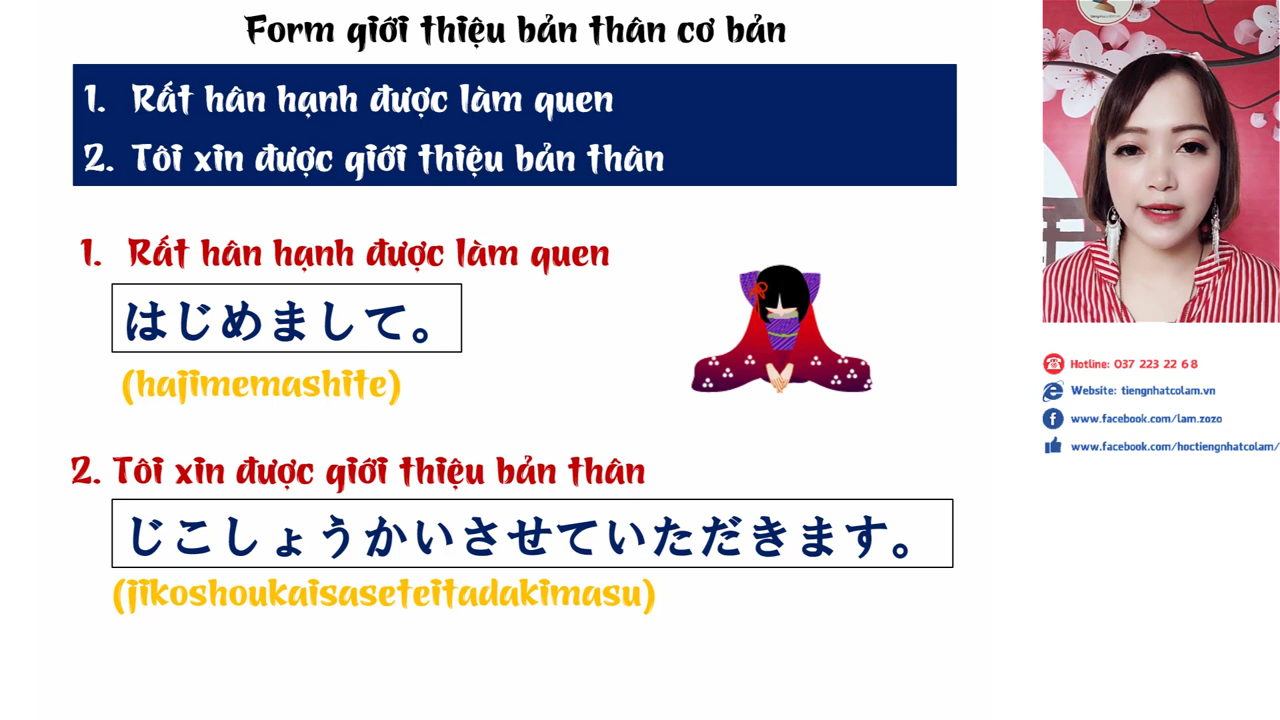 Form giới thiệu bản thân cơ bản
1. Rất hân hạnh được làm quen
2. Tôi xin được giới thiệu bản thân
1. Rất hân hạnh được làm quen
はじめまして。
(hajimemashite)
2. Tôi xin được giới thiệu bản thân
じこしょうかいさせていただきます。
(jikoshoukaisaseteitadakimasu)
Hotline: 037 223 22 68
Website: tiengnhatcolam.vn
www.facebook.com/lam.zozo
www.facebook.com/hoctiengnhatcolam/